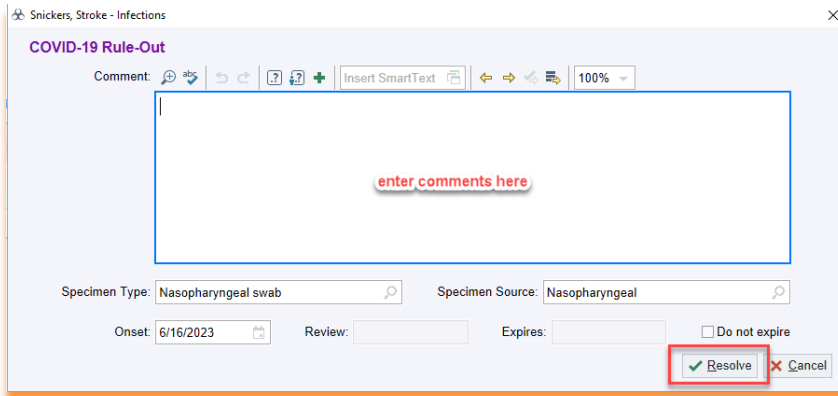 Snickers, Stroke - Infections
COVID-19 Rule-Out
Comment: abc Insert SmartText 100%
enter comments here
Specimen Type: Nasopharyngeal swab Specimen Source: Nasopharyngeal
Onset: 6/16/2023 Review: Expires: Do not expire
Resolve Cancel